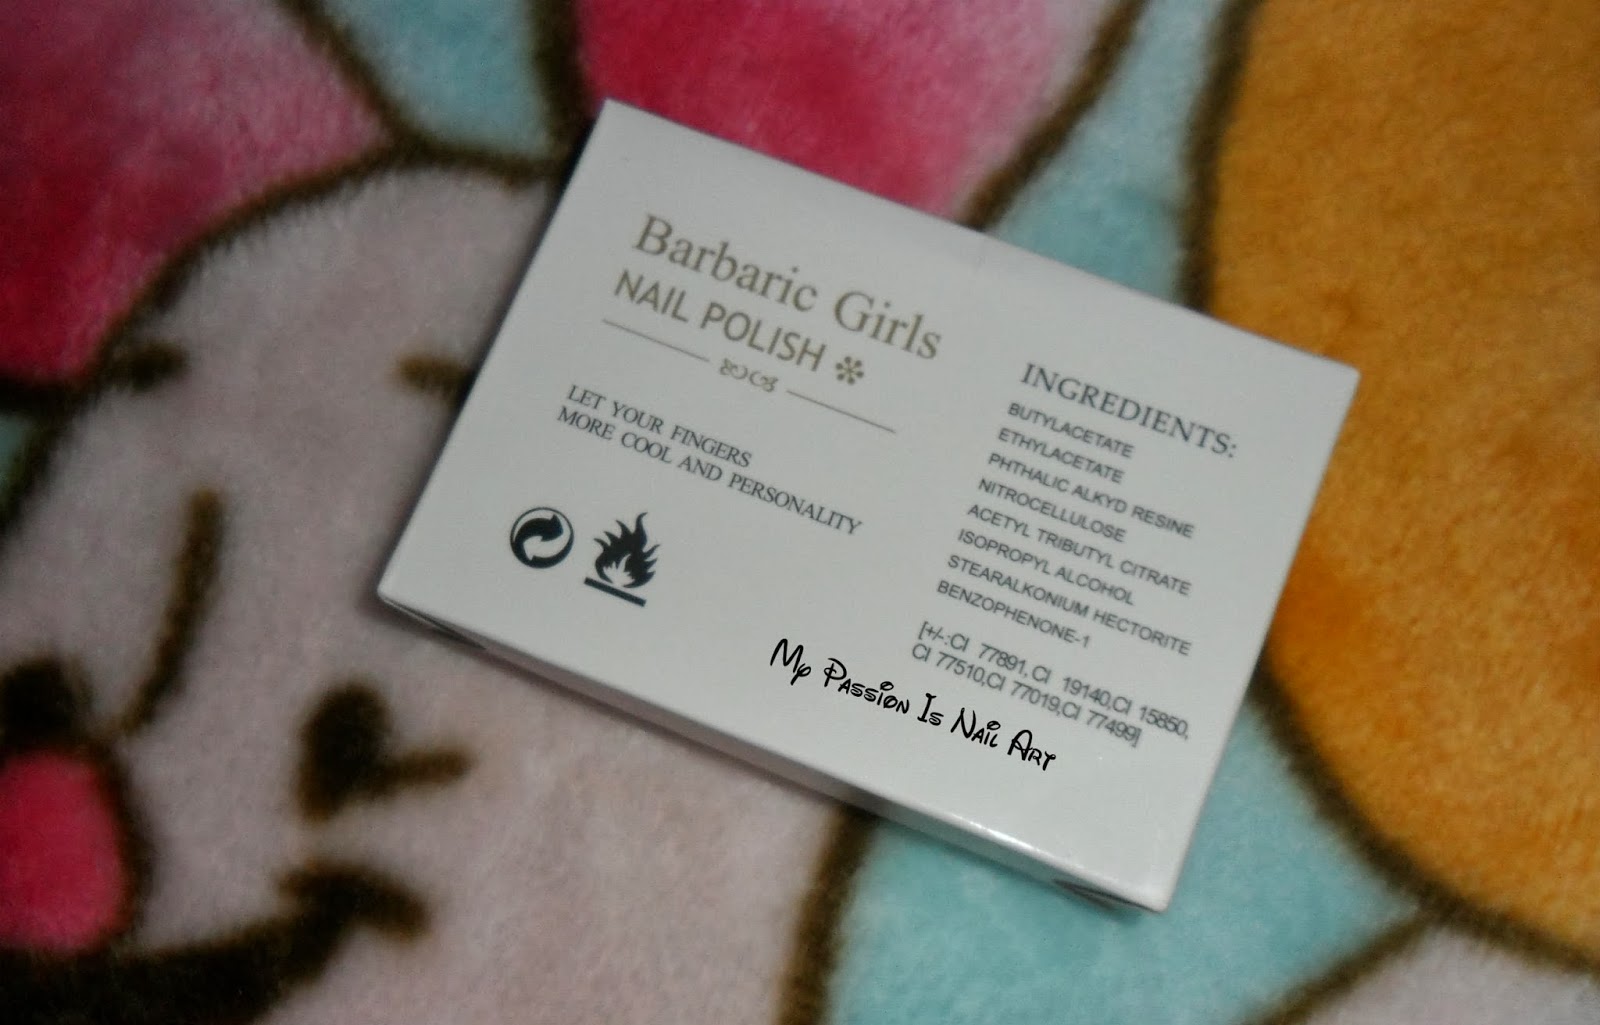 Barbaric Girls
NAIL POLISH
LET YOUR FINGERS
MORE COOL AND PERSONALITY
INGREDIENTS:
BUTYLACETATE
ETHYLACETATE
PHTHALIC ALKYD RESINE
NITROCELLULOSE
ACETYL TRIBUTYL CITRATE
ISOPROPYL ALCOHOL
STEARALKONIUM HECTORITE
BENZOPHENONE-1
[+/-:CI 77891,CI 19140,CI 15850,
CI 77510,CI 77019,CI 77499]
My Passion Is Nail Art